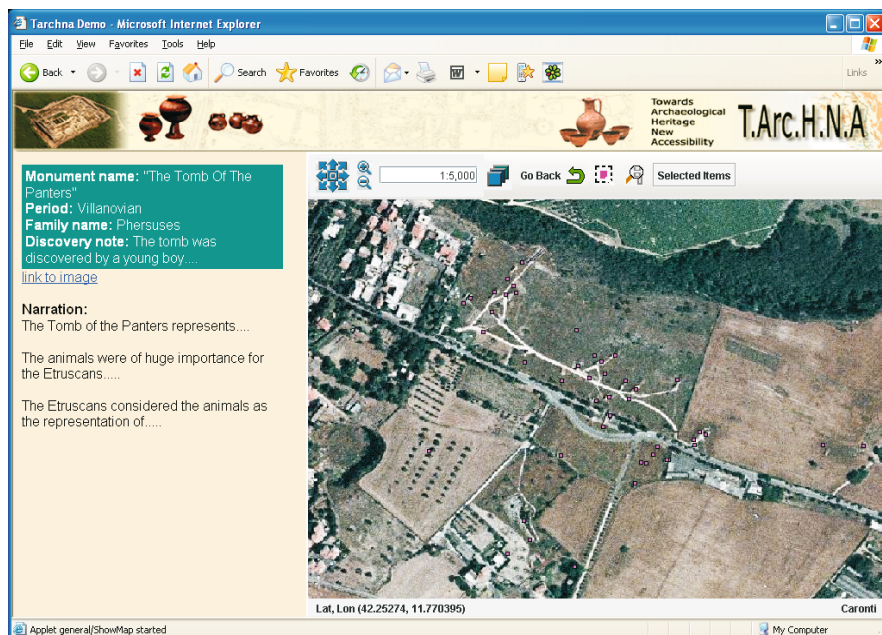 Tarchna Demo - Microsoft Internet Explorer
File Edit View Favorites Tools Help
Back Search Favorites Links »
Towards
Archaeological
Heritage
New
Accessibility
T.Arc.H.N.A
Monument name: "The Tomb Of The
Panters"
Period: Villanovian
Family name: Phersuses
Discovery note: The tomb was
discovered by a young boy....
link to image
Narration:
The Tomb of the Panters represents....
The animals were of huge importance for
the Etruscans.....
The Etruscans considered the animals as
the representation of.....
1:5,000 Go Back Selected Items
Lat, Lon (42.25274, 11.770395) Caronti
Applet general/ShowMap started My Computer